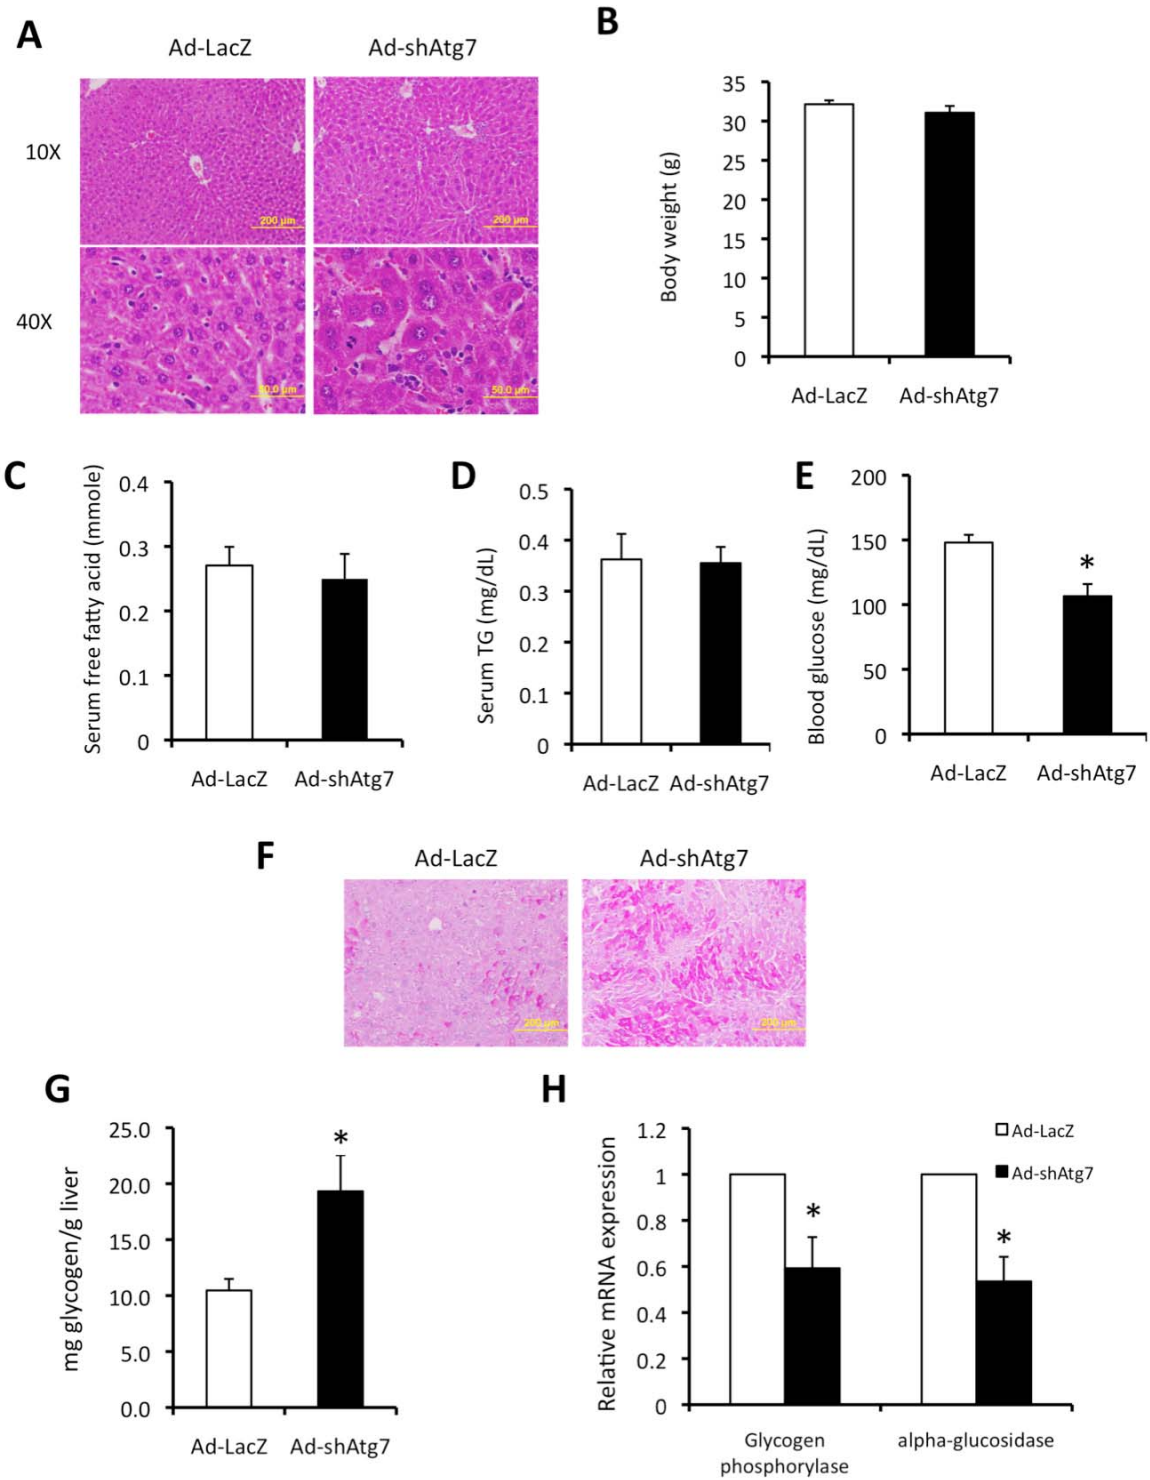 A
Ad-LacZ
Ad-shAtg7
10X
200 µm
200 µm
40X
50.0 µm
50.0 µm
B
35
30
25
20
15
10
5
0
Body weight (g)
Ad-LacZ
Ad-shAtg7
C
0.4
0.3
0.2
0.1
0
Serum free fatty acid (mmole)
Ad-LacZ
Ad-shAtg7
D
0.5
0.4
0.3
0.2
0.1
0
Serum TG (mg/dL)
Ad-LacZ
Ad-shAtg7
E
200
150
100
50
0
Blood glucose (mg/dL)
*
Ad-LacZ
Ad-shAtg7
F
Ad-LacZ
Ad-shAtg7
200 µm
200 µm
G
25.0
20.0
15.0
10.0
5.0
0.0
mg glycogen/g liver
*
Ad-LacZ
Ad-shAtg7
H
1.2
1
0.8
0.6
0.4
0.2
0
Relative mRNA expression
Ad-LacZ
Ad-shAtg7
*
*
Glycogen
phosphorylase
alpha-glucosidase